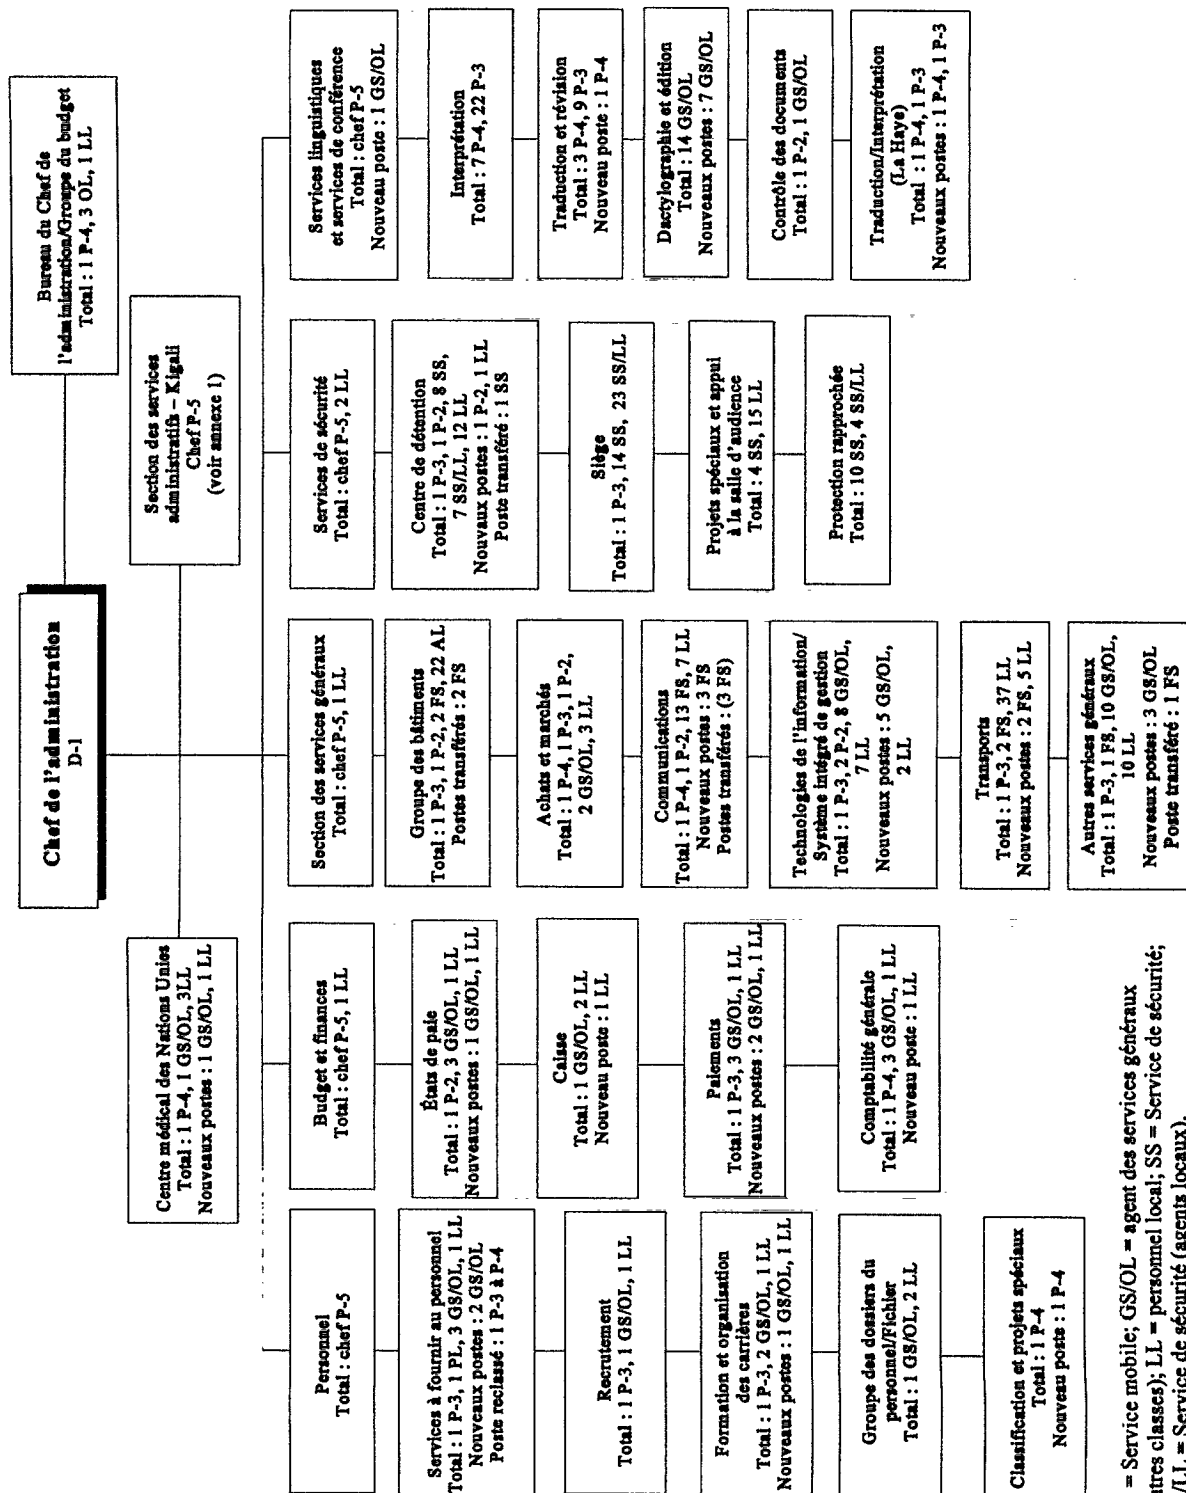 Chef de l'administration
D-1
Bureau du Chef de
l'administration/Groupe du budget
Total : 1 P-4, 3 OL, 1 LL
Centre médical des Nations Unies
Total : 1 P-4, 1 GS/OL, 3LL
Nouveaux postes : 1 GS/OL, 1 LL
Section des services
administratifs – Kigali
Chef P-5
(voir annexe 1)
Personnel
Total : chef P-5
Services à fournir au personnel
Total : 1 P-3, 1 PL, 3 GS/OL, 1 LL
Nouveaux postes : 2 GS/OL
Poste reclassé : 1 P-3 à P-4
Recrutement
Total : 1 P-3, 1 GS/OL, 1 LL
Formation et organisation
des carrières
Total : 1 P-3, 2 GS/OL, 1 LL
Nouveaux postes : 1 GS/OL, 1 LL
Groupe des dossiers du
personnel/Fichier
Total : 1 GS/OL, 2 LL
Classification et projets spéciaux
Total : 1 P-4
Nouveau poste : 1 P-4
Budget et finances
Total : chef P-5, 1 LL
États de paie
Total : 1 P-2, 3 GS/OL, 1 LL
Nouveaux postes : 1 GS/OL, 1 LL
Caisse
Total : 1 GS/OL, 2 LL
Nouveau poste : 1 LL
Paiements
Total : 1 P-3, 3 GS/OL, 1 LL
Nouveaux postes : 2 GS/OL, 1 LL
Comptabilité générale
Total : 1 P-4, 3 GS/OL, 1 LL
Nouveau poste : 1 LL
Section des services généraux
Total : chef P-5, 1 LL
Groupe des bâtiments
Total : 1 P-3, 1 P-2, 2 FS, 22 AL
Postes transférés : 2 FS
Achats et marchés
Total : 1 P-4, 1 P-3, 1 P-2,
2 GS/OL, 3 LL
Communications
Total : 1 P-4, 1 P-2, 13 FS, 7 LL
Nouveaux postes : 3 FS
Postes transférés : (3 FS)
Technologies de l'information/
Système intégré de gestion
Total : 1 P-3, 2 P-2, 8 GS/OL,
7 LL
Nouveaux postes : 5 GS/OL,
2 LL
Transports
Total : 1 P-3, 2 FS, 37 LL
Nouveaux postes : 2 FS, 5 LL
Autres services généraux
Total : 1 P-3, 1 FS, 10 GS/OL,
10 LL
Nouveaux postes : 3 GS/OL
Poste transféré : 1 FS
Services de sécurité
Total : chef P-5, 2 LL
Centre de détention
Total : 1 P-3, 1 P-2, 8 SS,
7 SS/LL, 12 LL
Nouvaux postes : 1 P-2, 1 LL
Poste transféré : 1 SS
Siège
Total : 1 P-3, 14 SS, 23 SS/LL
Projets spéciaux et appui
à la salle d'audience
Total : 4 SS, 15 LL
Protection rapprochée
Total : 10 SS, 4 SS/LL
Services linguistiques
et services de conférence
Total : chef P-5
Nouveau poste : 1 GS/OL
Interprétation
Total : 7 P-4, 22 P-3
Traduction et révision
Total : 3 P-4, 9 P-3
Nouveau poste : 1 P-4
Dactylographie et édition
Total : 14 GS/OL
Nouveaux postes : 7 GS/OL
Contrôle des documents
Total : 1 P-2, 1 GS/OL
Traduction/Interprétation
(La Haye)
Total : 1 P-4, 1 P-3
Nouveaux postes : 1 P-4, 1 P-3
= Service mobile; GS/OL = agent des services généraux
utres classes); LL = personnel local; SS = Service de sécurité;
/LL = Service de sécurité (agents locaux).